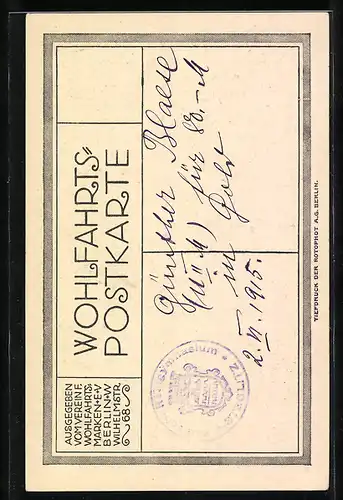 AUSGEGEBEN
VOM VEREIN F.
WOHLFAHRTS-
MARKEN E•V
BERLIN•W
WILHELMSTR.
68
WOHLFAHRTS=
POSTKARTE
Günther Blaese
für 80,- M
in Gold
2. VI. 1915.
TIEFDRUCK DER ROTOPHOT A.G. BERLIN.